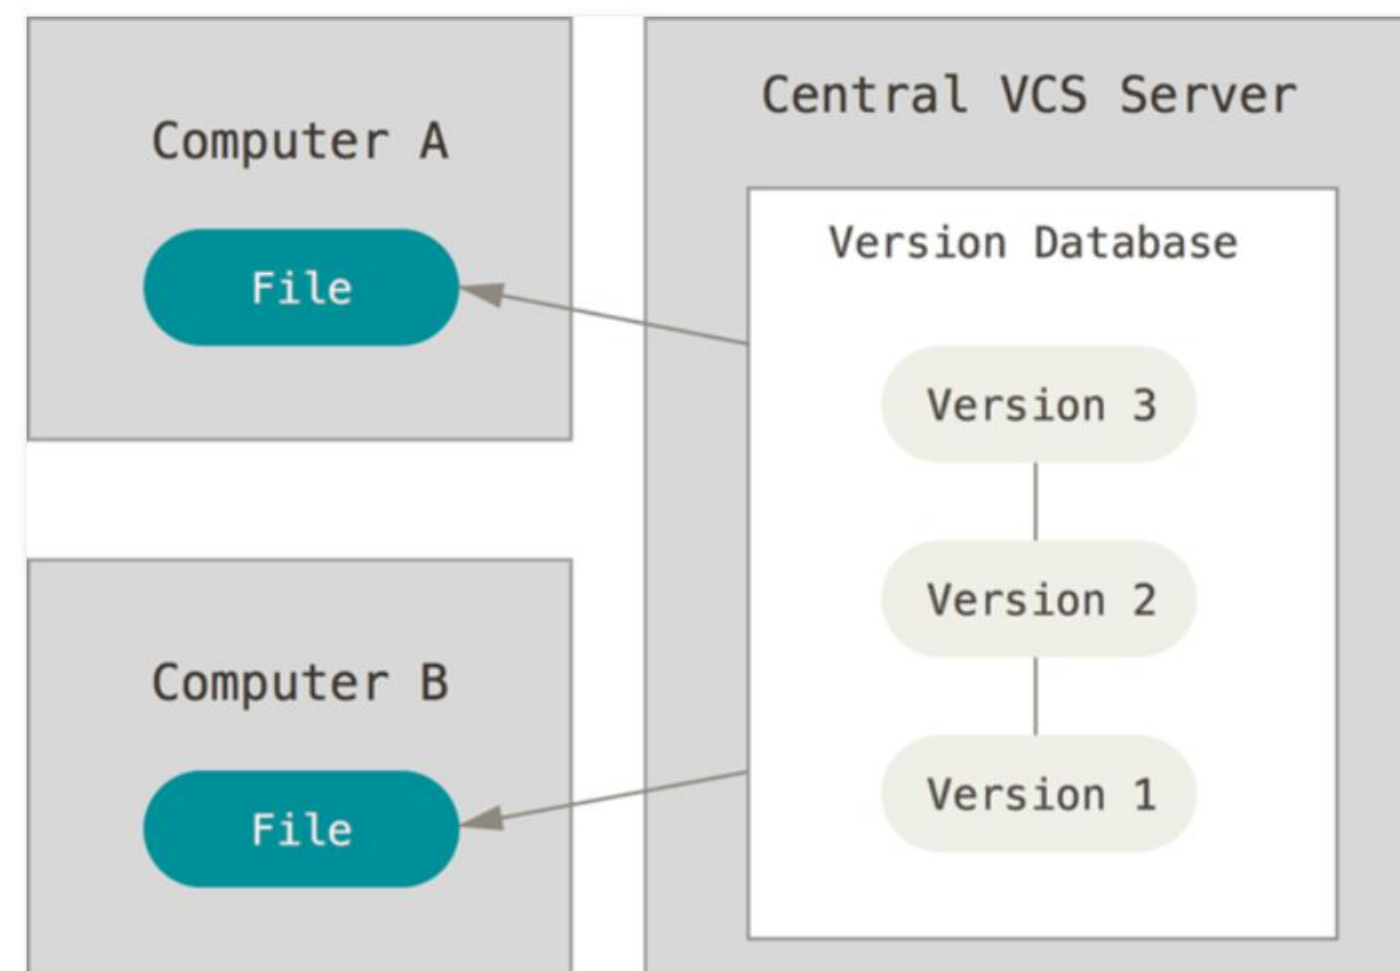 Computer A
File
Computer B
File
Central VCS Server
Version Database
Version 3
Version 2
Version 1